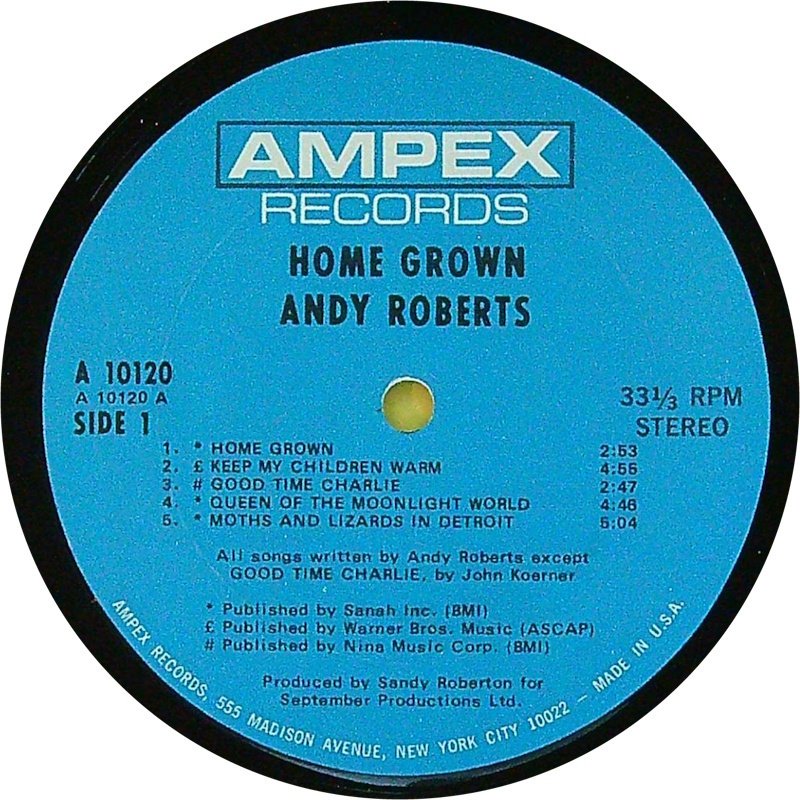 AMPEX
RECORDS
HOME GROWN
ANDY ROBERTS
A 10120
A 10120 A
SIDE 1
33 1/3 RPM
STEREO
1. * HOME GROWN 2:53
2. £ KEEP MY CHILDREN WARM 4:55
3. # GOOD TIME CHARLIE 2:47
4. * QUEEN OF THE MOONLIGHT WORLD 4:46
5. * MOTHS AND LIZARDS IN DETROIT 5:04
All songs written by Andy Roberts except
GOOD TIME CHARLIE, by John Koerner
* Published by Sanah Inc. (BMI)
£ Published by Warner Bros. Music (ASCAP)
# Published by Nina Music Corp. (BMI)
Produced by Sandy Roberton for
September Productions Ltd.
AMPEX RECORDS, 555 MADISON AVENUE, NEW YORK CITY 10022 – MADE IN U.S.A.